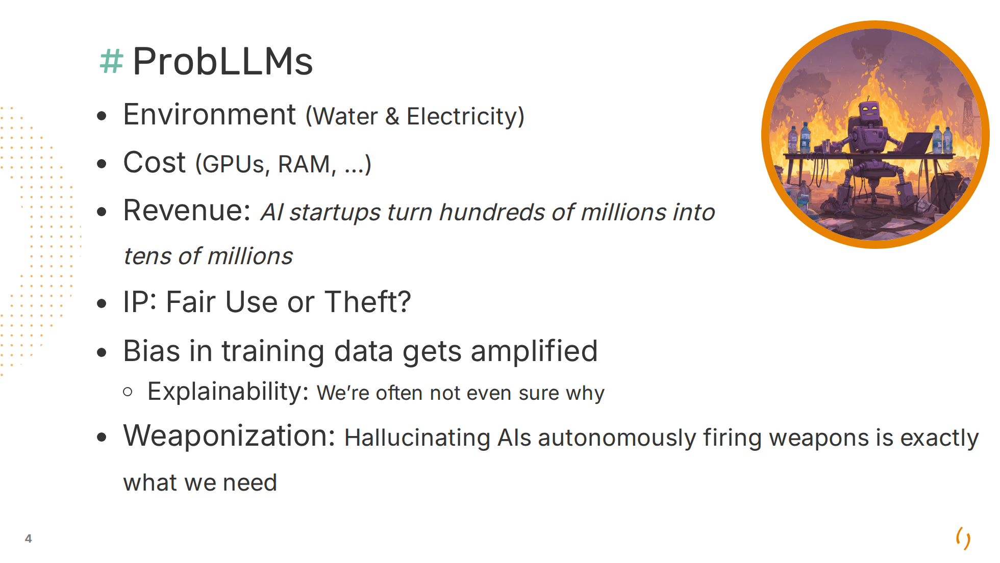 # ProbLLMs
• Environment (Water & Electricity)
• Cost (GPUs, RAM, ...)
• Revenue: AI startups turn hundreds of millions into
tens of millions
• IP: Fair Use or Theft?
• Bias in training data gets amplified
○ Explainability: We’re often not even sure why
• Weaponization: Hallucinating AIs autonomously firing weapons is exactly
what we need
4